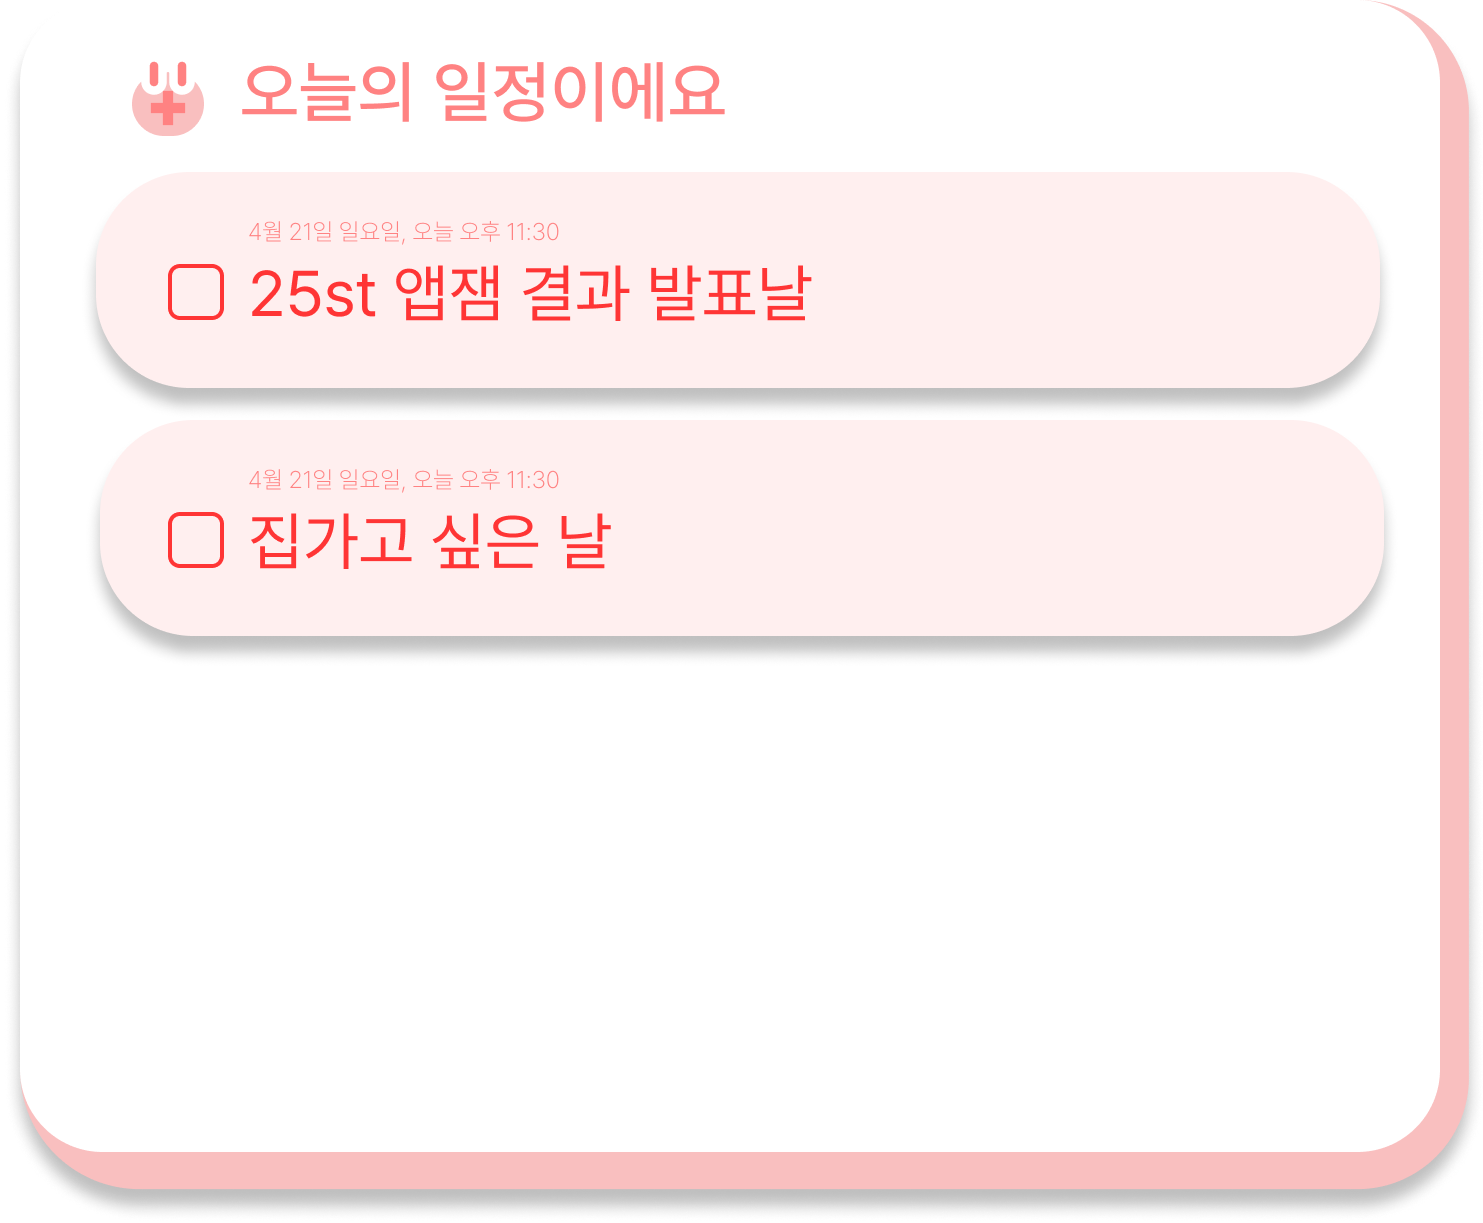 오늘의 일정이에요
4월 21일 일요일, 오늘 오후 11:30
25st 앱잼 결과 발표날
4월 21일 일요일, 오늘 오후 11:30
집가고 싶은 날